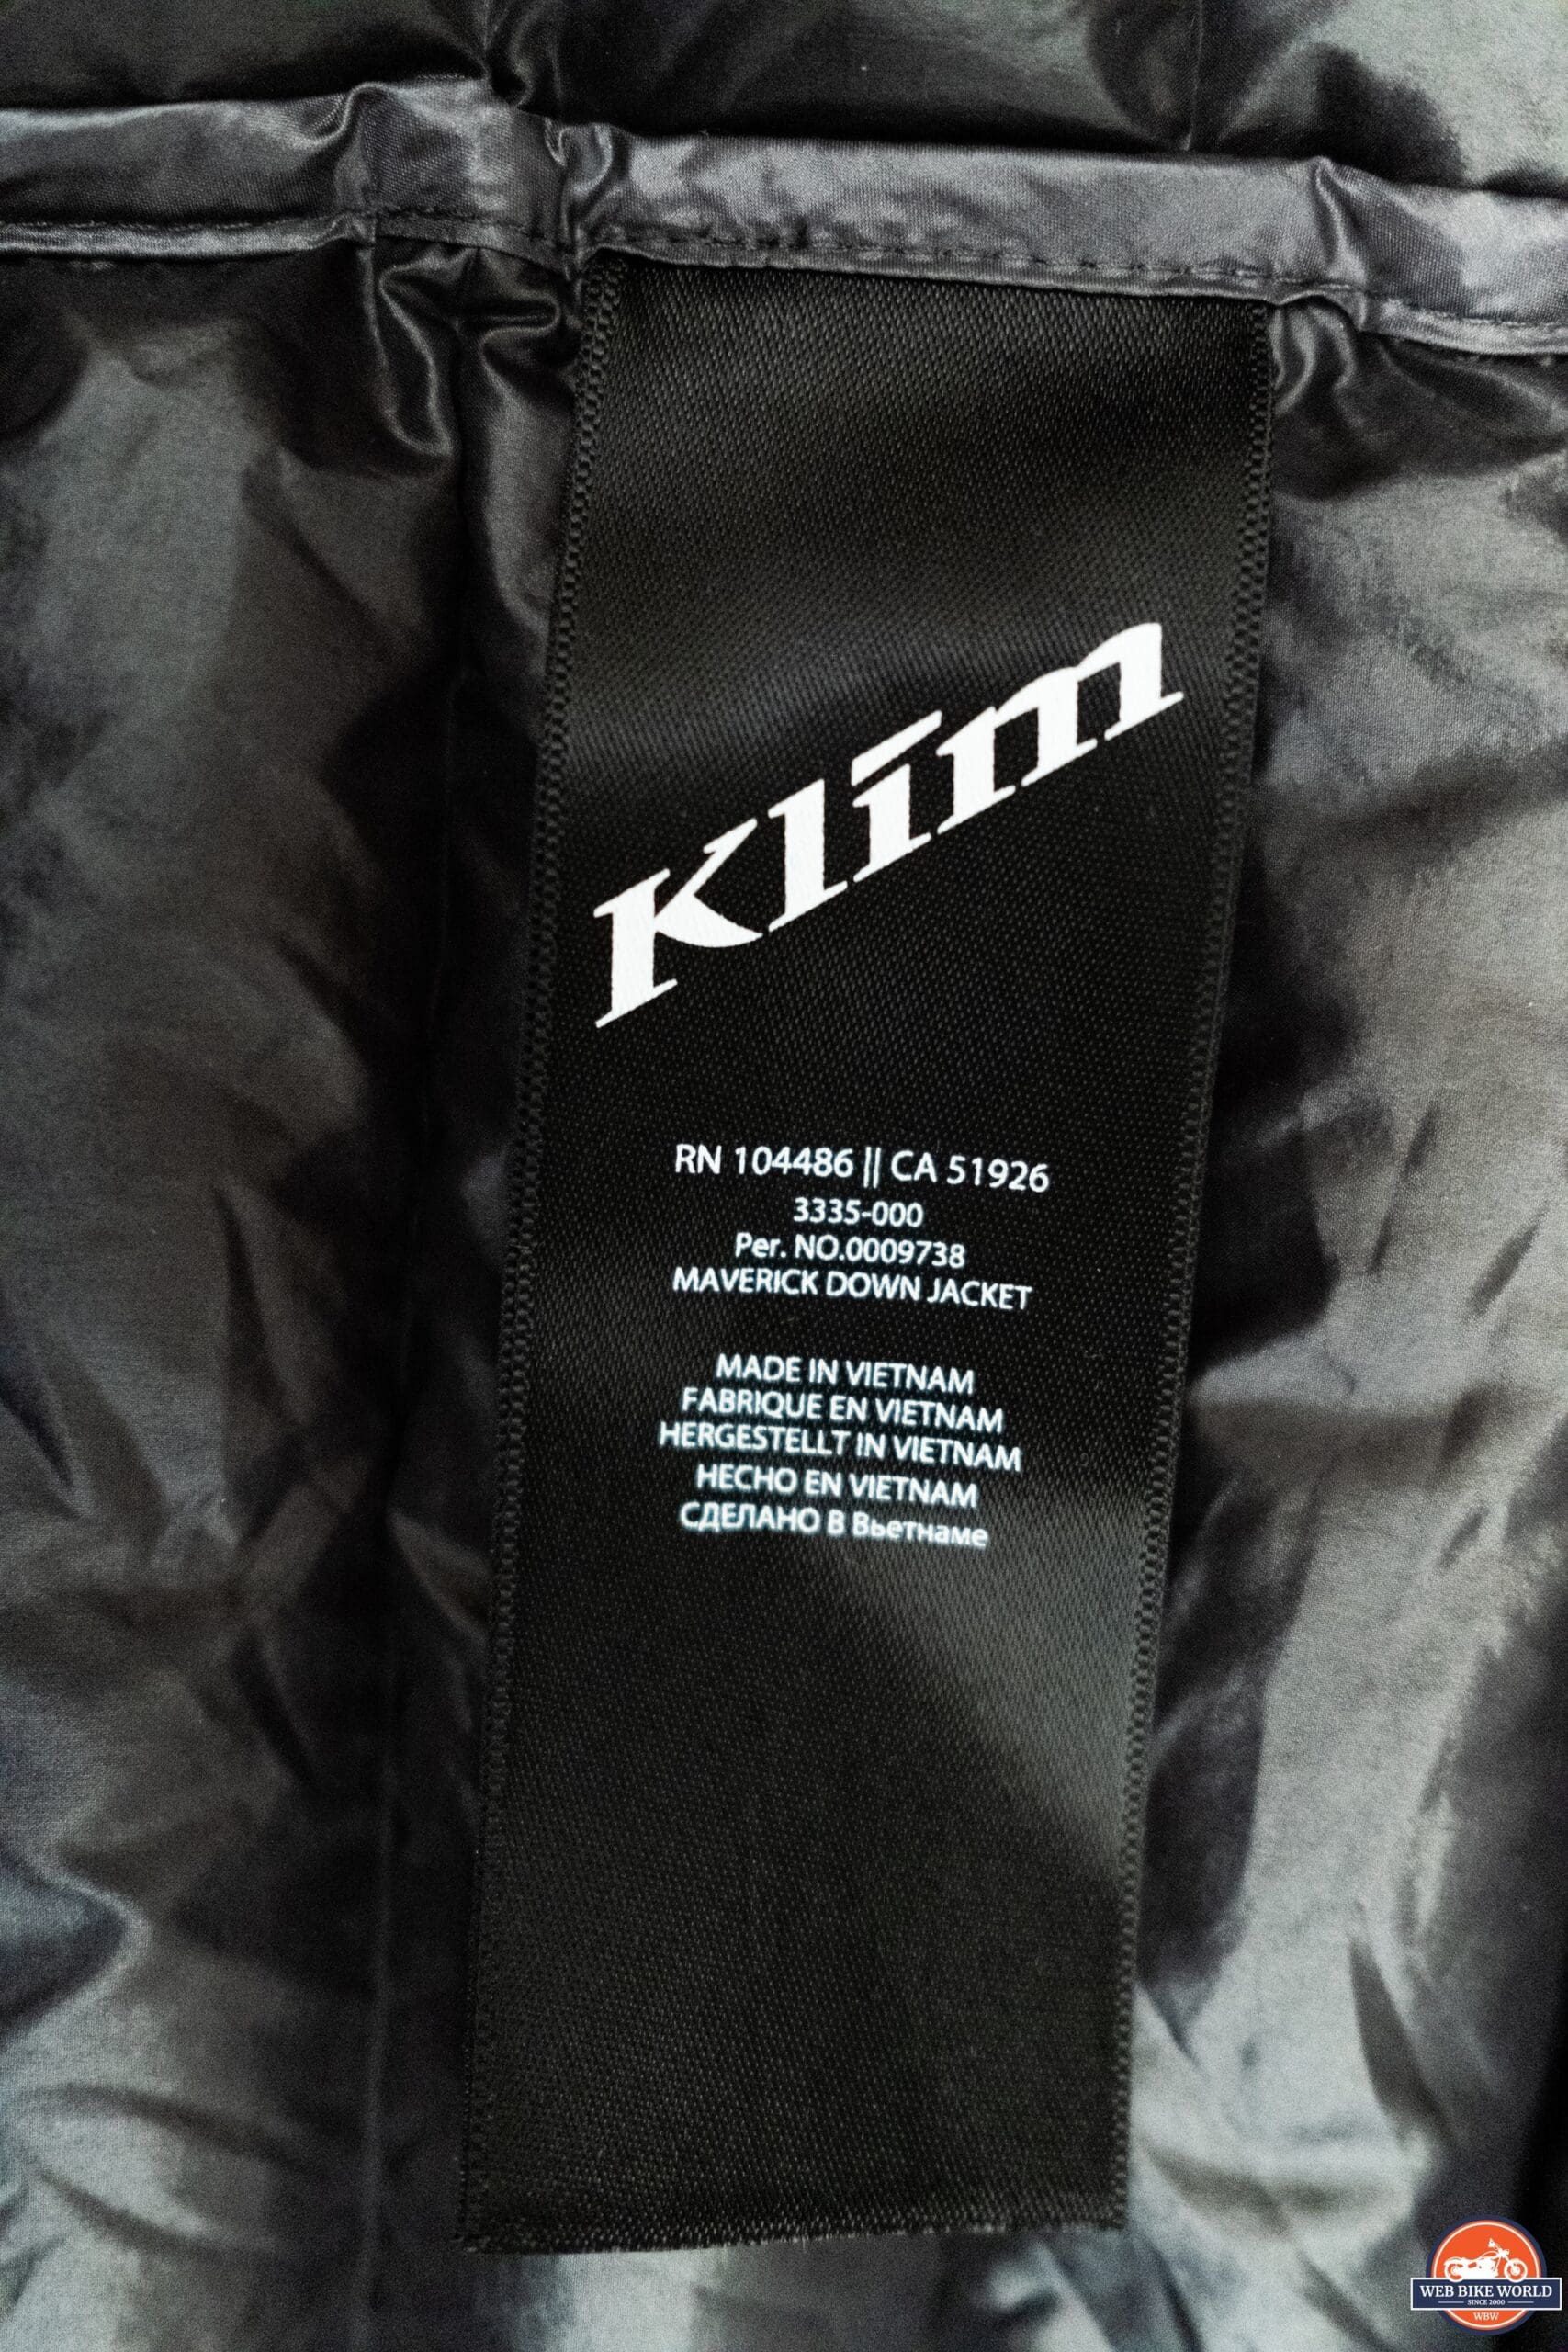 Klim
RN 104486 || CA 51926
3335-000
Per. NO.0009738
MAVERICK DOWN JACKET
MADE IN VIETNAM
FABRIQUE EN VIETNAM
HERGESTELLT IN VIETNAM
HECHO EN VIETNAM
СДЕЛАНО В Вьетнаме
WEB BIKE WORLD
SINCE 2000
WBW